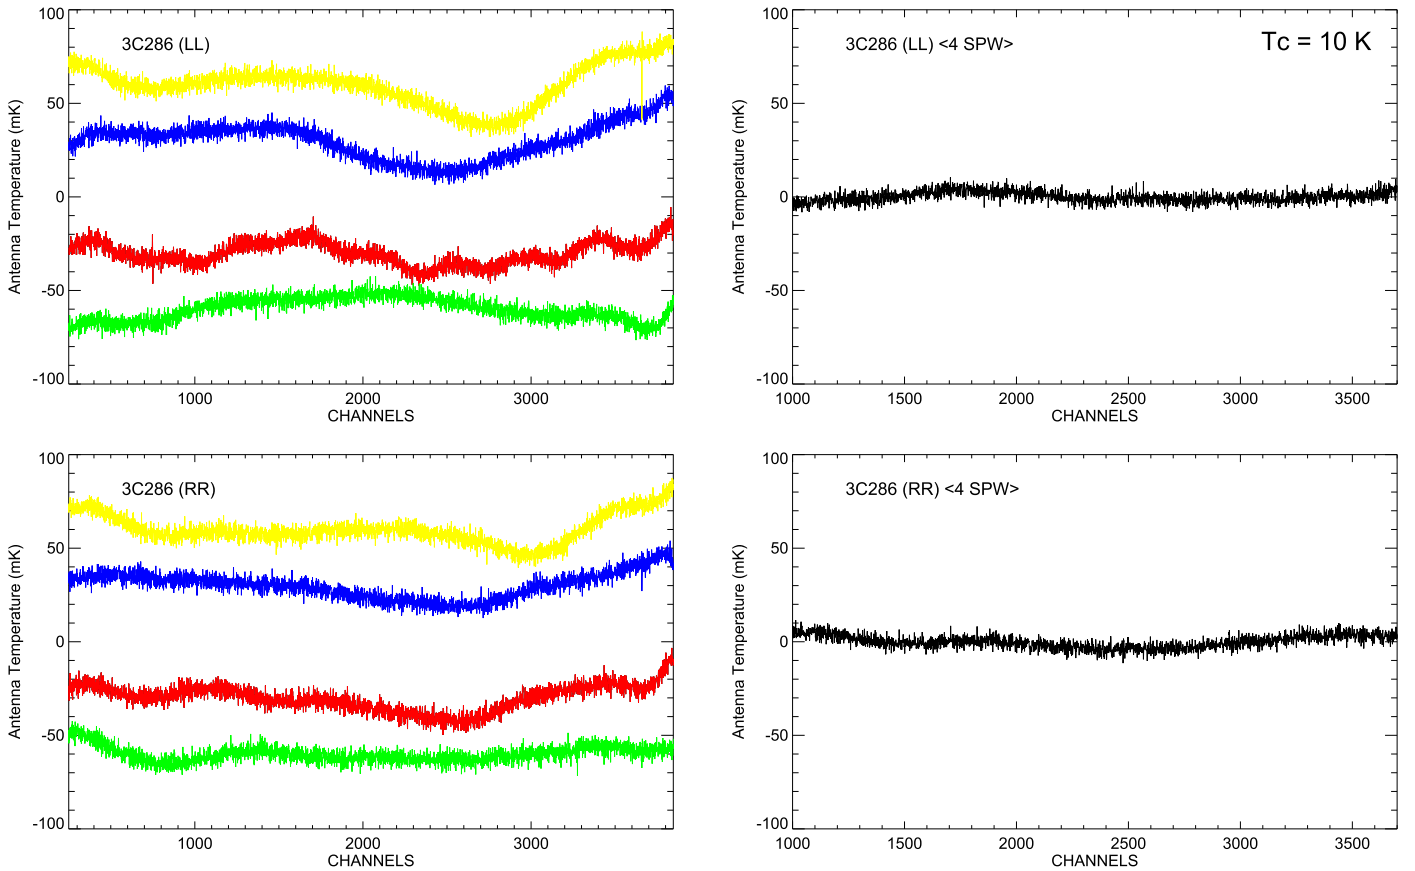 3C286 (LL)
100
50
0
-50
-100
Antenna Temperature (mK)
1000 2000 3000
CHANNELS
3C286 (LL) <4 SPW>
Tc = 10 K
100
50
0
-50
-100
Antenna Temperature (mK)
1000 1500 2000 2500 3000 3500
CHANNELS
3C286 (RR)
100
50
0
-50
-100
Antenna Temperature (mK)
1000 2000 3000
CHANNELS
3C286 (RR) <4 SPW>
100
50
0
-50
-100
Antenna Temperature (mK)
1000 1500 2000 2500 3000 3500
CHANNELS